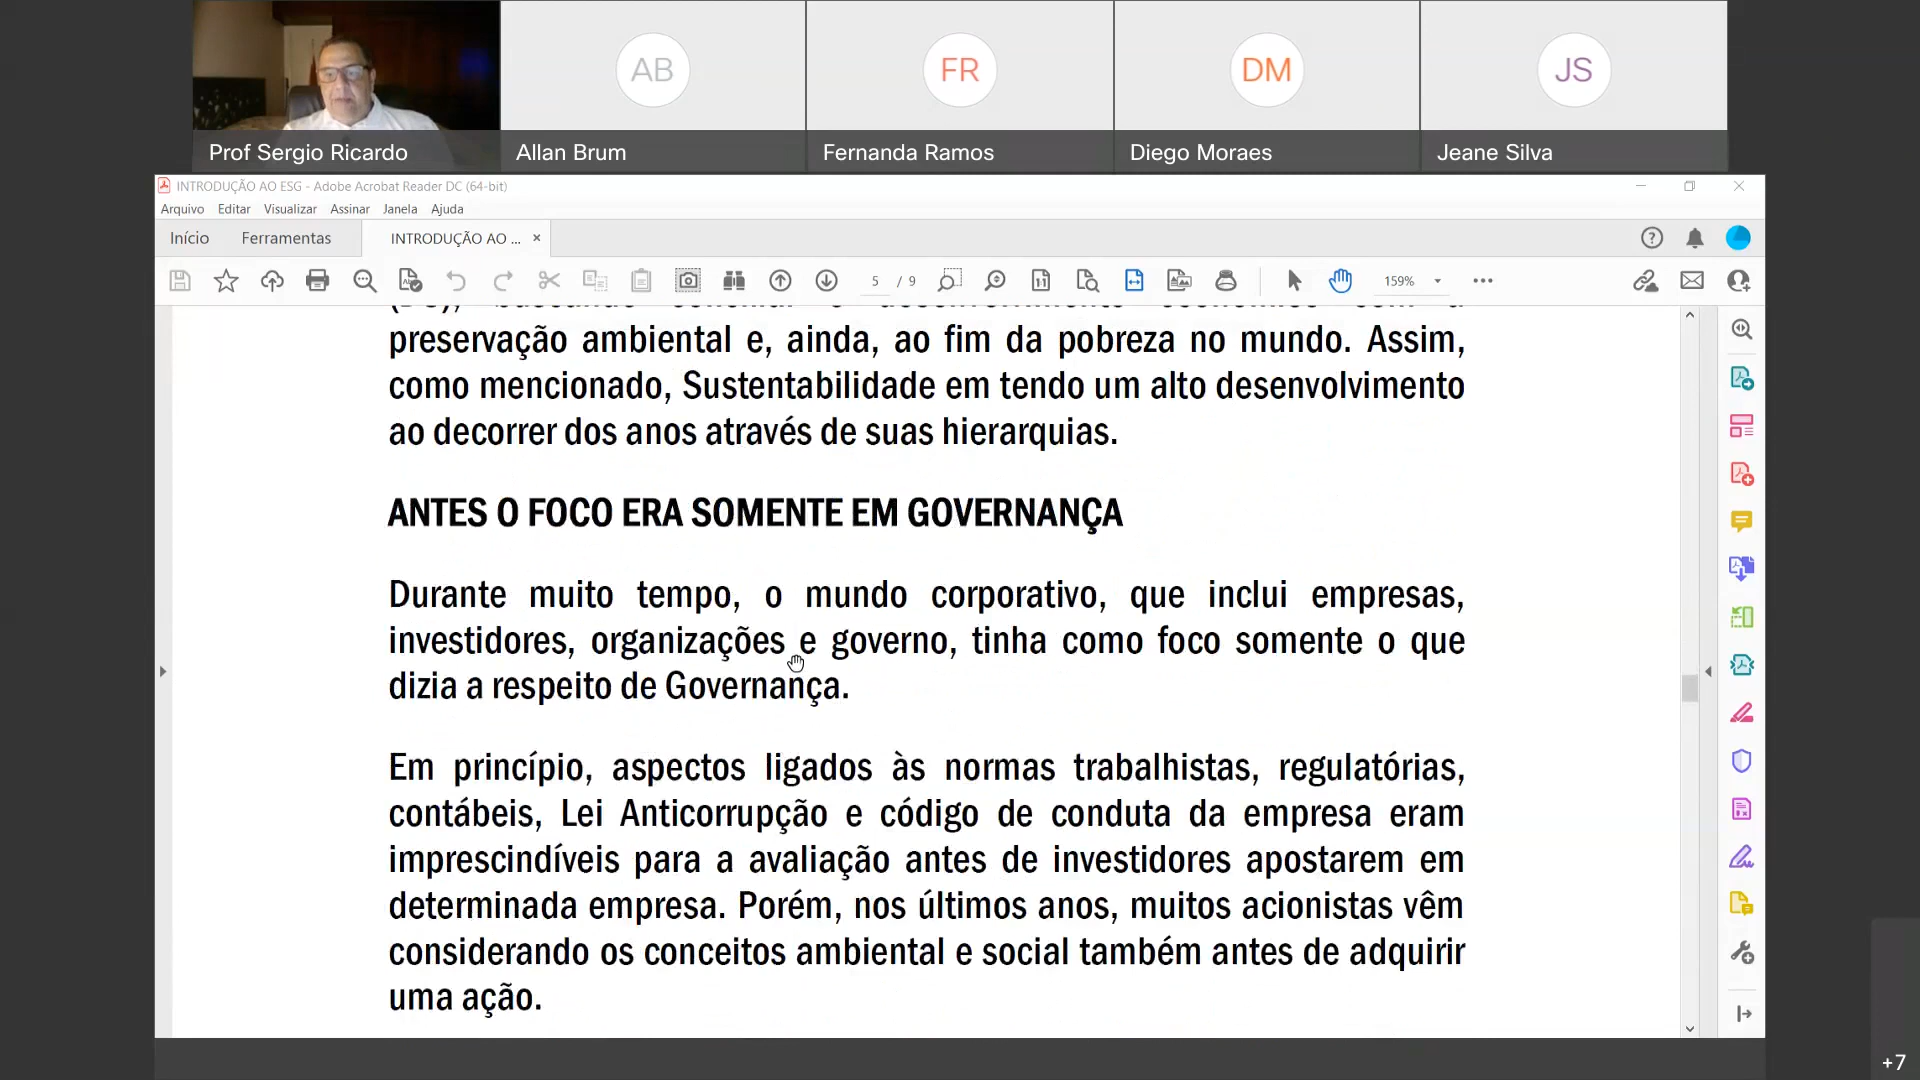 AB
FR
DM
JS
Prof Sergio Ricardo
Allan Brum
Fernanda Ramos
Diego Moraes
Jeane Silva
INTRODUÇÃO AO ESG - Adobe Acrobat Reader DC (64-bit)
Arquivo Editar Visualizar Assinar Janela Ajuda
Início Ferramentas INTRODUÇÃO AO ... ×
5 / 9 159%
preservação ambiental e, ainda, ao fim da pobreza no mundo. Assim,
como mencionado, Sustentabilidade em tendo um alto desenvolvimento
ao decorrer dos anos através de suas hierarquias.
ANTES O FOCO ERA SOMENTE EM GOVERNANÇA
Durante muito tempo, o mundo corporativo, que inclui empresas,
investidores, organizações e governo, tinha como foco somente o que
dizia a respeito de Governança.
Em princípio, aspectos ligados às normas trabalhistas, regulatórias,
contábeis, Lei Anticorrupção e código de conduta da empresa eram
imprescindíveis para a avaliação antes de investidores apostarem em
determinada empresa. Porém, nos últimos anos, muitos acionistas vêm
considerando os conceitos ambiental e social também antes de adquirir
uma ação.
+7